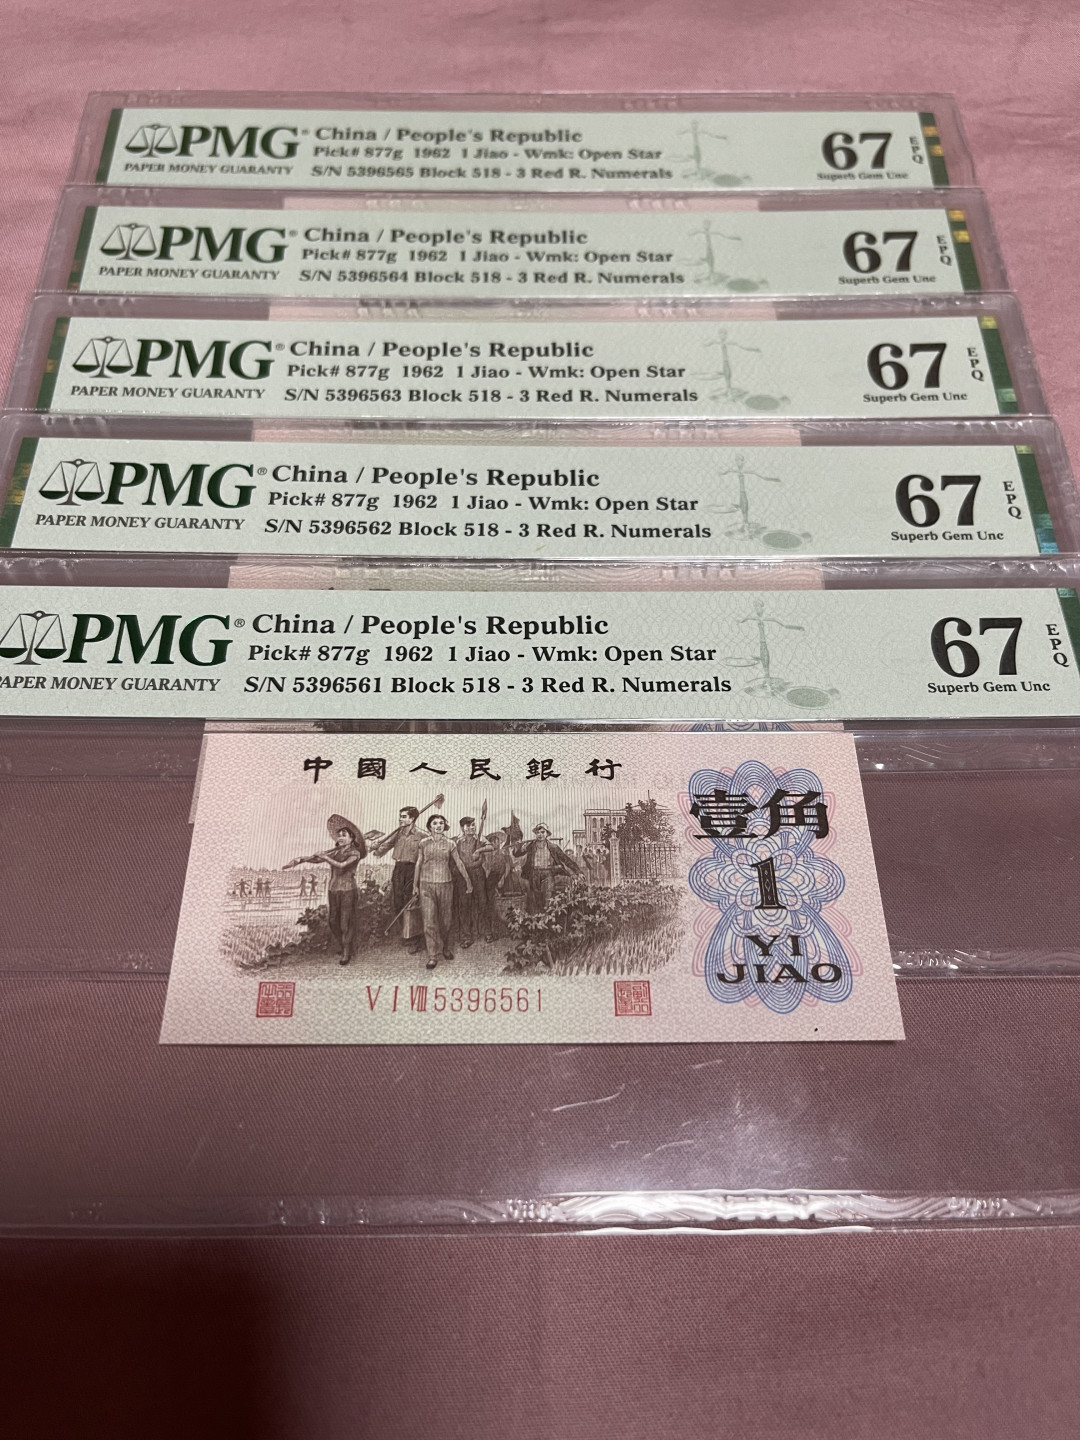 PMG® China / People's Republic
Pick# 877g 1962 1 Jiao - Wmk: Open Star
PAPER MONEY GUARANTY S/N 5396565 Block 518 - 3 Red R. Numerals
67 EPQ
Superb Gem Unc
PMG® China / People's Republic
Pick# 877g 1962 1 Jiao - Wmk: Open Star
PAPER MONEY GUARANTY S/N 5396564 Block 518 - 3 Red R. Numerals
67 EPQ
Superb Gem Unc
PMG® China / People's Republic
Pick# 877g 1962 1 Jiao - Wmk: Open Star
PAPER MONEY GUARANTY S/N 5396563 Block 518 - 3 Red R. Numerals
67 EPQ
Superb Gem Unc
PMG® China / People's Republic
Pick# 877g 1962 1 Jiao - Wmk: Open Star
PAPER MONEY GUARANTY S/N 5396562 Block 518 - 3 Red R. Numerals
67 EPQ
Superb Gem Unc
PMG® China / People's Republic
Pick# 877g 1962 1 Jiao - Wmk: Open Star
PAPER MONEY GUARANTY S/N 5396561 Block 518 - 3 Red R. Numerals
67 EPQ
Superb Gem Unc
中國人民銀行
壹角
1
YI
JIAO
V I VIII 5396561